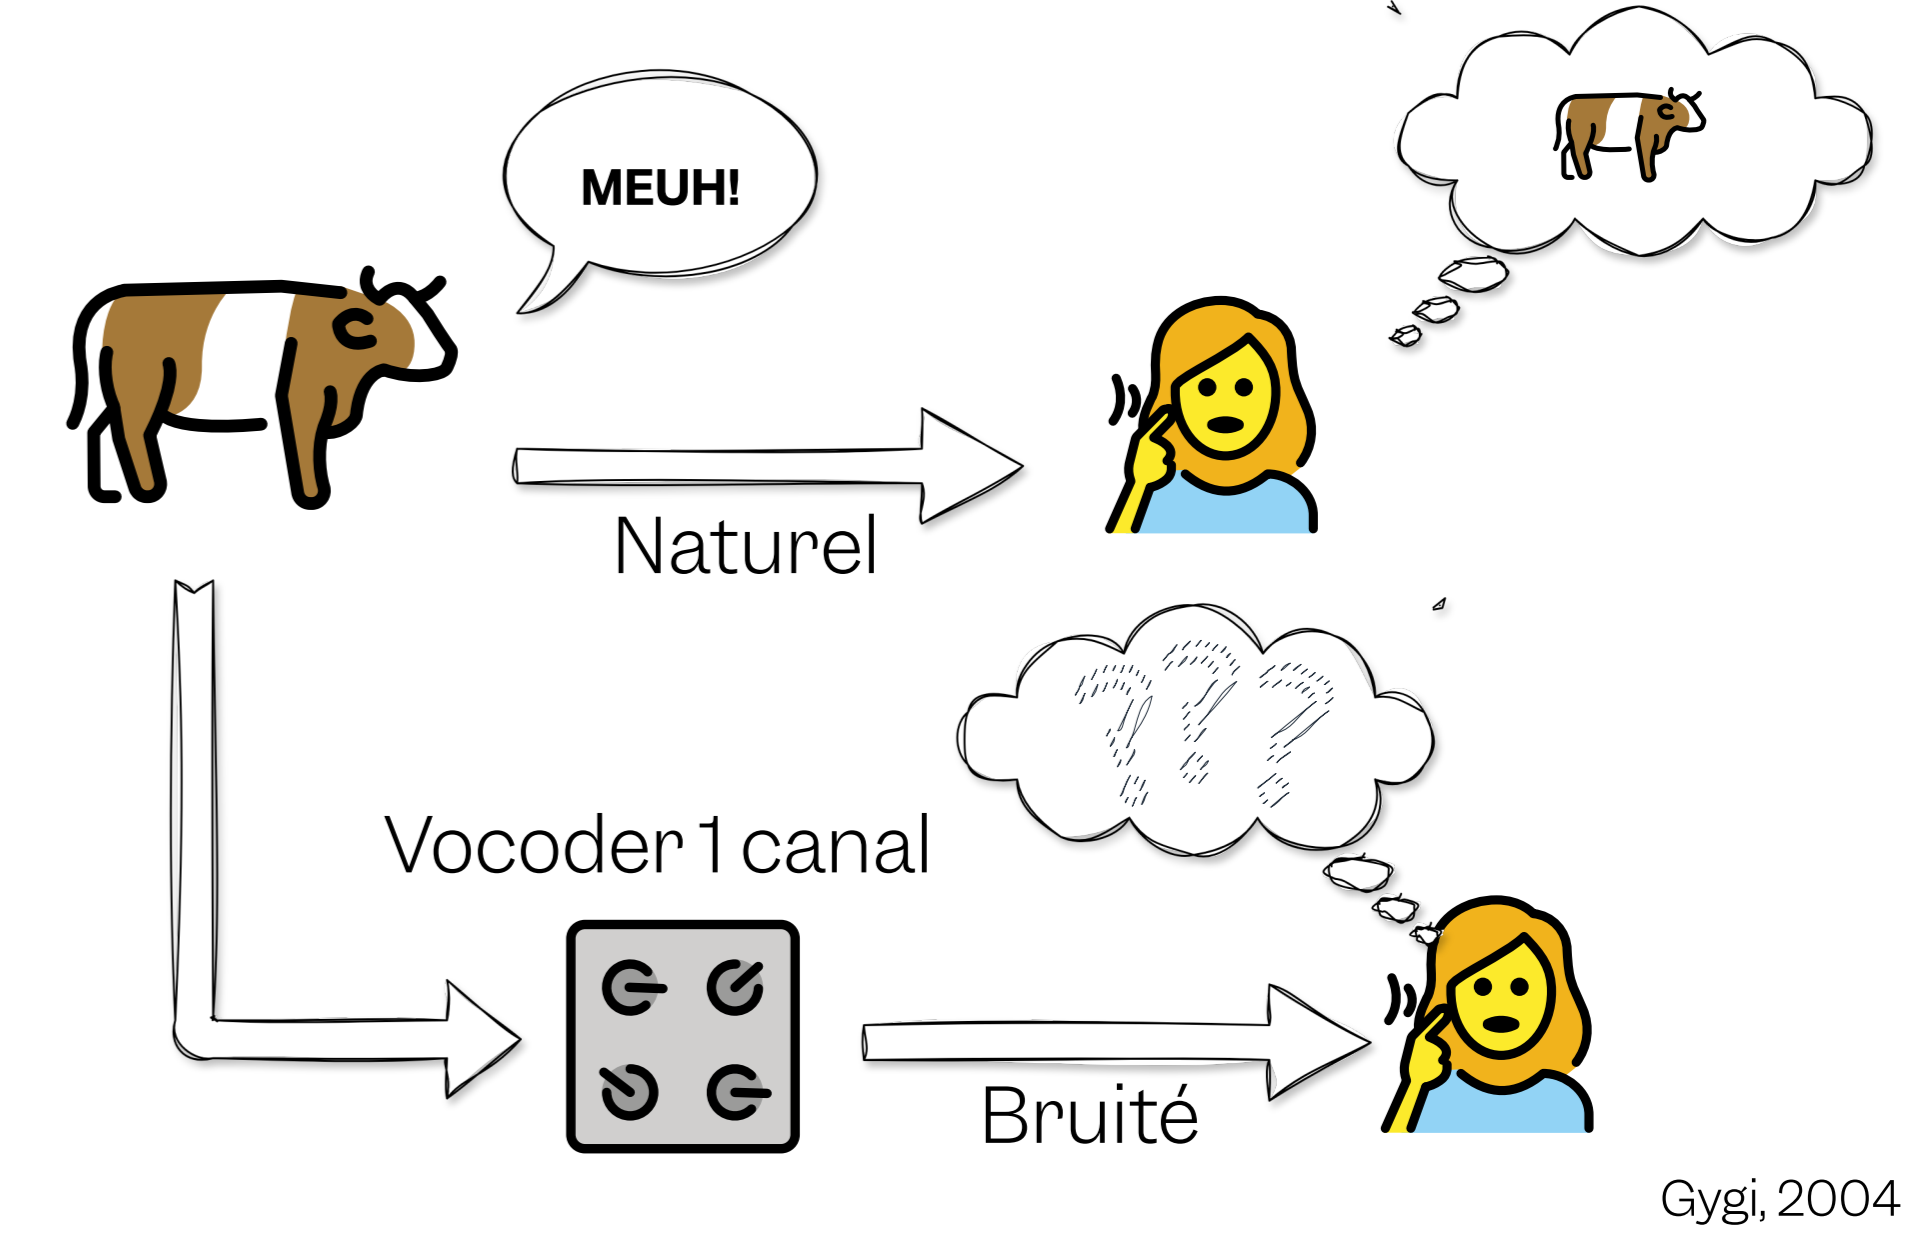 MEUH!
Naturel
???
Vocoder 1 canal
Bruité
Gygi, 2004